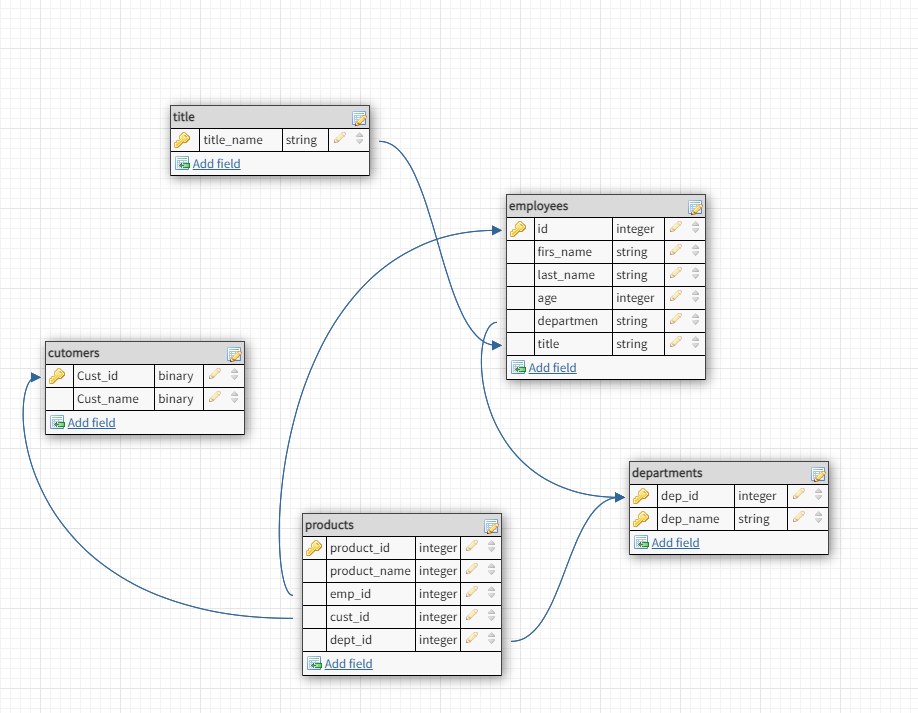 title
title_name string
Add field
employees
id integer
firs_name string
last_name string
age integer
departmen string
title string
Add field
cutomers
Cust_id binary
Cust_name binary
Add field
departments
dep_id integer
dep_name string
Add field
products
product_id integer
product_name integer
emp_id integer
cust_id integer
dept_id integer
Add field